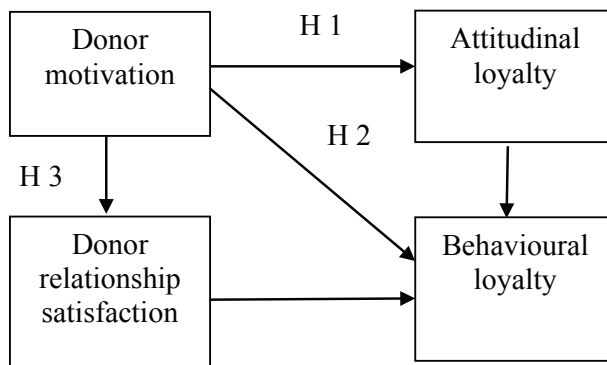 Donor
motivation
H 1
Attitudinal
loyalty
H 2
H 3
Donor
relationship
satisfaction
Behavioural
loyalty